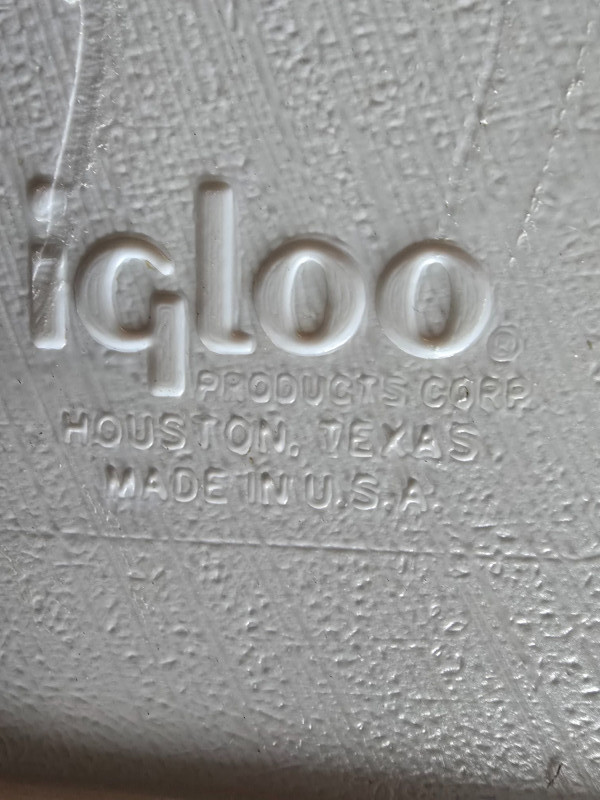 igloo®
PRODUCTS CORP.
HOUSTON, TEXAS.
MADE IN U.S.A.